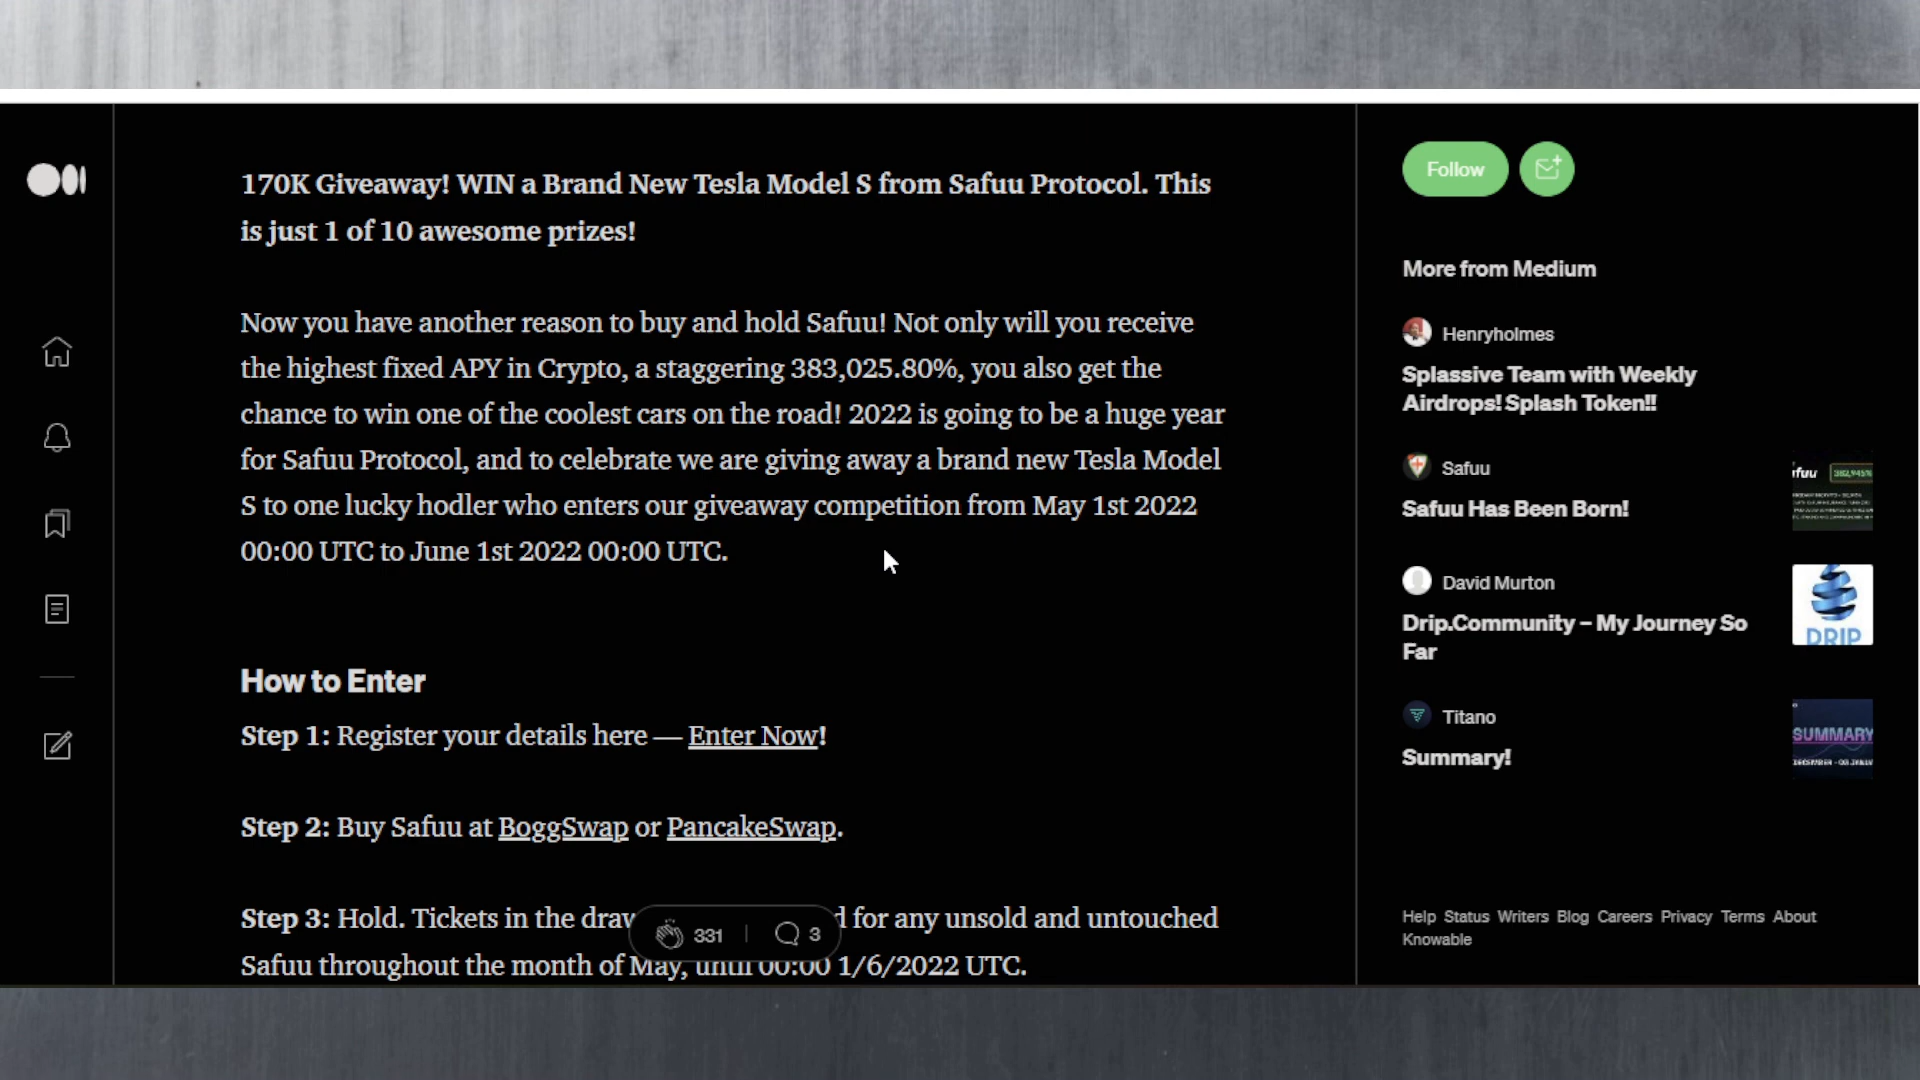 170K Giveaway! WIN a Brand New Tesla Model S from Safuu Protocol. This
is just 1 of 10 awesome prizes!
Now you have another reason to buy and hold Safuu! Not only will you receive
the highest fixed APY in Crypto, a staggering 383,025.80%, you also get the
chance to win one of the coolest cars on the road! 2022 is going to be a huge year
for Safuu Protocol, and to celebrate we are giving away a brand new Tesla Model
S to one lucky hodler who enters our giveaway competition from May 1st 2022
00:00 UTC to June 1st 2022 00:00 UTC.
How to Enter
Step 1: Register your details here — Enter Now!
Step 2: Buy Safuu at BoggSwap or PancakeSwap.
Step 3: Hold. Tickets in the draw for any unsold and untouched
Safuu throughout the month of May, until 00:00 1/6/2022 UTC.
331
3
Follow
More from Medium
Henryholmes
Splassive Team with Weekly
Airdrops! Splash Token!!
Safuu
Safuu Has Been Born!
fuu 382,945%
David Murton
Drip.Community – My Journey So
Far
DRIP
Titano
Summary!
SUMMARY
Help Status Writers Blog Careers Privacy Terms About
Knowable